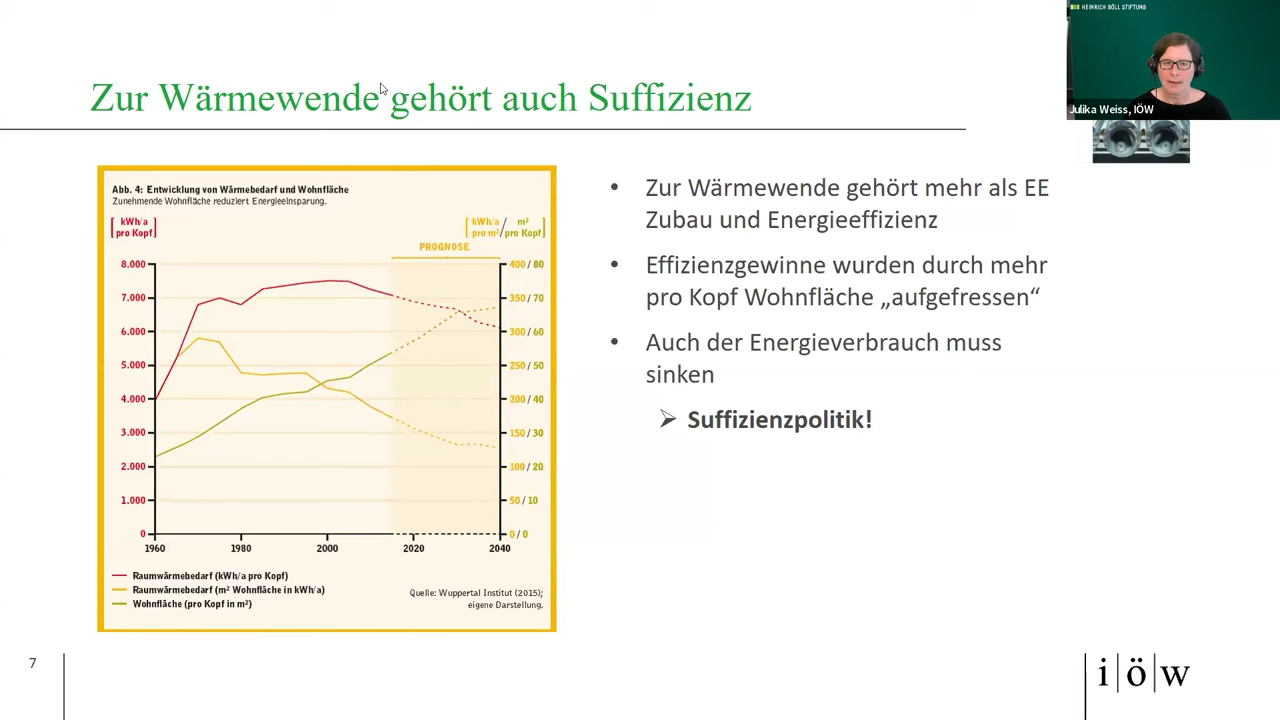 HEINRICH BÖLL STIFTUNG
Julika Weiss, IÖW
Zur Wärmewende gehört auch Suffizienz
Abb. 4: Entwicklung von Wärmebedarf und Wohnfläche
Zunehmende Wohnfläche reduziert Energieeinsparung.
kWh/a
pro Kopf
kWh/a / m²
pro m² / pro Kopf
PROGNOSE
8.000
7.000
6.000
5.000
4.000
3.000
2.000
1.000
0
400 / 80
350 / 70
300 / 60
250 / 50
200 / 40
150 / 30
100 / 20
50 / 10
0 / 0
1960 1980 2000 2020 2040
Raumwärmebedarf (kWh/a pro Kopf)
Raumwärmebedarf (m² Wohnfläche in kWh/a)
Wohnfläche (pro Kopf in m²)
Quelle: Wuppertal Institut (2015);
eigene Darstellung.
• Zur Wärmewende gehört mehr als EE
Zubau und Energieeffizienz
• Effizienzgewinne wurden durch mehr
pro Kopf Wohnfläche „aufgefressen“
• Auch der Energieverbrauch muss
sinken
➢ Suffizienzpolitik!
7
i|ö|w